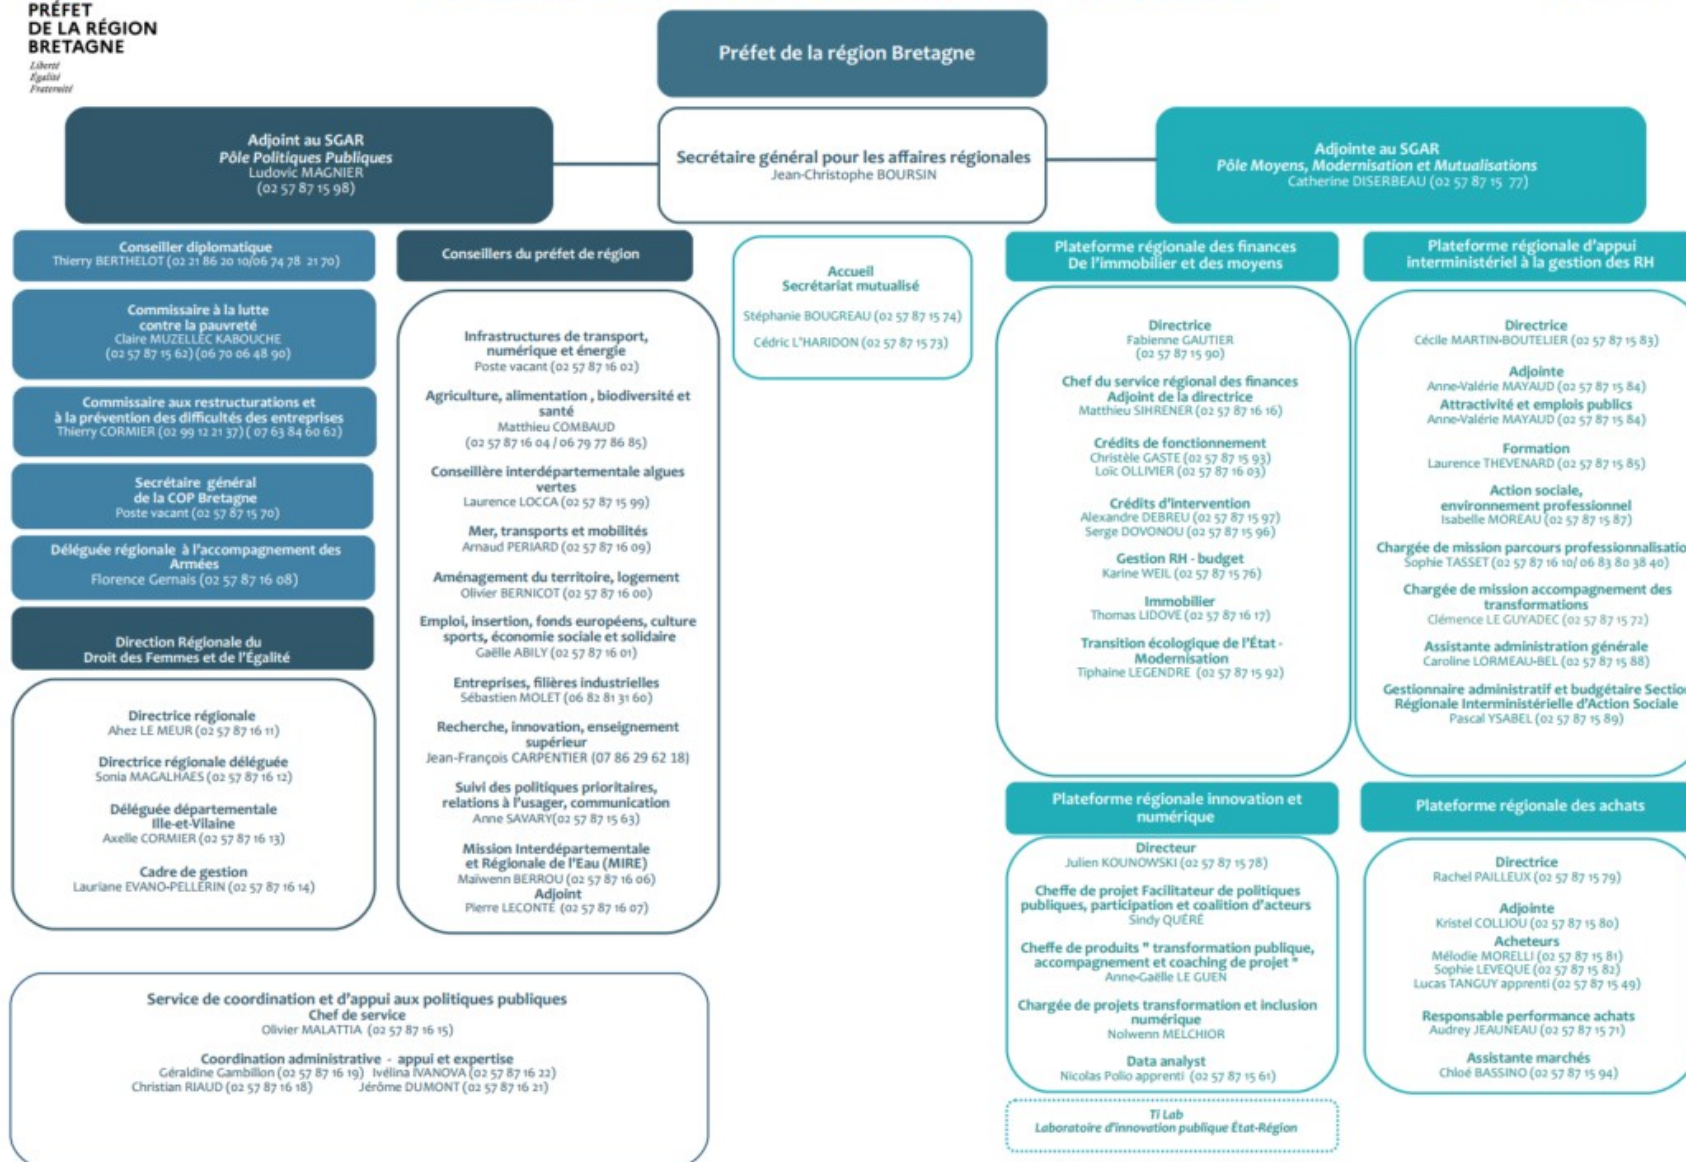 PRÉFET
DE LA RÉGION
BRETAGNE
Liberté
Égalité
Fraternité
Préfet de la région Bretagne
Adjoint au SGAR
Pôle Politiques Publiques
Ludovic MAGNIER
(02 57 87 15 98)
Secrétaire général pour les affaires régionales
Jean-Christophe BOURSIN
Adjointe au SGAR
Pôle Moyens, Modernisation et Mutualisations
Catherine DISERBEAU (02 57 87 15 77)
Conseiller diplomatique
Thierry BERTHELOT (02 21 86 20 10/06 74 78 21 70)
Commissaire à la lutte
contre la pauvreté
Claire MUZELLEC KABOUCHE
(02 57 87 15 62) (06 70 06 48 90)
Commissaire aux restructurations et
à la prévention des difficultés des entreprises
Thierry CORMIER (02 99 12 21 37) ( 07 63 84 60 62)
Secrétaire général
de la COP Bretagne
Poste vacant (02 57 87 15 70)
Déléguée régionale à l'accompagnement des
Armées
Florence Gernais (02 57 87 16 08)
Direction Régionale du
Droit des Femmes et de l'Égalité
Directrice régionale
Ahez LE MEUR (02 57 87 16 11)
Directrice régionale déléguée
Sonia MAGALHAES (02 57 87 16 12)
Déléguée départementale
Ille-et-Vilaine
Axelle CORMIER (02 57 87 16 13)
Cadre de gestion
Lauriane EVANO-PELLERIN (02 57 87 16 14)
Conseillers du préfet de région
Infrastructures de transport,
numérique et énergie
Poste vacant (02 57 87 16 02)
Agriculture, alimentation , biodiversité et
santé
Matthieu COMBAUD
(02 57 87 16 04 / 06 79 77 86 85)
Conseillère interdépartementale algues
vertes
Laurence LOCCA (02 57 87 15 99)
Mer, transports et mobilités
Arnaud PERIARD (02 57 87 16 09)
Aménagement du territoire, logement
Olivier BERNICOT (02 57 87 16 00)
Emploi, insertion, fonds européens, culture
sports, économie sociale et solidaire
Gaëlle ABILY (02 57 87 16 01)
Entreprises, filières industrielles
Sébastien MOLET (06 82 81 31 60)
Recherche, innovation, enseignement
supérieur
Jean-François CARPENTIER (07 86 29 62 18)
Suivi des politiques prioritaires,
relations à l'usager, communication
Anne SAVARY(02 57 87 15 63)
Mission Interdépartementale
et Régionale de l'Eau (MIRE)
Maïwenn BERROU (02 57 87 16 06)
Adjoint
Pierre LECONTE (02 57 87 16 07)
Accueil
Secrétariat mutualisé
Stéphanie BOUGREAU (02 57 87 15 74)
Cédric L'HARIDON (02 57 87 15 73)
Plateforme régionale des finances
De l'immobilier et des moyens
Directrice
Fabienne GAUTIER
(02 57 87 15 90)
Chef du service régional des finances
Adjoint de la directrice
Matthieu SIHRENER (02 57 87 16 16)
Crédits de fonctionnement
Christèle GASTE (02 57 87 15 93)
Loïc OLLIVIER (02 57 87 16 03)
Crédits d'intervention
Alexandre DEBREU (02 57 87 15 97)
Serge DOVONOU (02 57 87 15 96)
Gestion RH - budget
Karine WEIL (02 57 87 15 76)
Immobilier
Thomas LIDOVE (02 57 87 16 17)
Transition écologique de l'État -
Modernisation
Tiphaine LEGENDRE (02 57 87 15 92)
Plateforme régionale d'appui
interministériel à la gestion des RH
Directrice
Cécile MARTIN-BOUTELIER (02 57 87 15 83)
Adjointe
Anne-Valérie MAYAUD (02 57 87 15 84)
Attractivité et emplois publics
Anne-Valérie MAYAUD (02 57 87 15 84)
Formation
Laurence THEVENARD (02 57 87 15 85)
Action sociale,
environnement professionnel
Isabelle MOREAU (02 57 87 15 87)
Chargée de mission parcours professionnalisatio
Sophie TASSET (02 57 87 16 10/ 06 83 80 38 40)
Chargée de mission accompagnement des
transformations
Clémence LE GUYADEC (02 57 87 15 72)
Assistante administration générale
Caroline LORMEAU-BEL (02 57 87 15 88)
Gestionnaire administratif et budgétaire Section
Régionale Interministérielle d'Action Sociale
Pascal YSABEL (02 57 87 15 89)
Plateforme régionale innovation et
numérique
Directeur
Julien KOUNOWSKI (02 57 87 15 78)
Cheffe de projet Facilitateur de politiques
publiques, participation et coalition d'acteurs
Sindy QUÉRÉ
Cheffe de produits " transformation publique,
accompagnement et coaching de projet "
Anne-Gaëlle LE GUEN
Chargée de projets transformation et inclusion
numérique
Nolwenn MELCHIOR
Data analyst
Nicolas Polio apprenti (02 57 87 15 61)
Ti Lab
Laboratoire d'innovation publique État-Région
Plateforme régionale des achats
Directrice
Rachel PAILLEUX (02 57 87 15 79)
Adjointe
Kristel COLLIOU (02 57 87 15 80)
Acheteurs
Mélodie MORELLI (02 57 87 15 81)
Sophie LEVEQUE (02 57 87 15 82)
Lucas TANGUY apprenti (02 57 87 15 49)
Responsable performance achats
Audrey JEAUNEAU (02 57 87 15 71)
Assistante marchés
Chloé BASSINO (02 57 87 15 94)
Service de coordination et d'appui aux politiques publiques
Chef de service
Olivier MALATTIA (02 57 87 16 15)
Coordination administrative - appui et expertise
Géraldine Gambillon (02 57 87 16 19) Ivélina IVANOVA (02 57 87 16 22)
Christian RIAUD (02 57 87 16 18) Jérôme DUMONT (02 57 87 16 21)